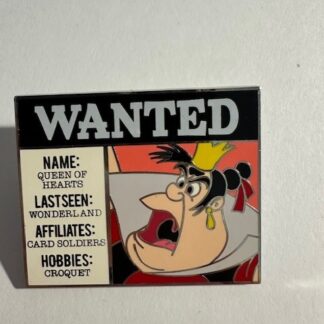 WANTED
NAME:
QUEEN OF
HEARTS
LASTSEEN:
WONDERLAND
AFFILIATES:
CARD SOLDIERS
HOBBIES:
CROQUET